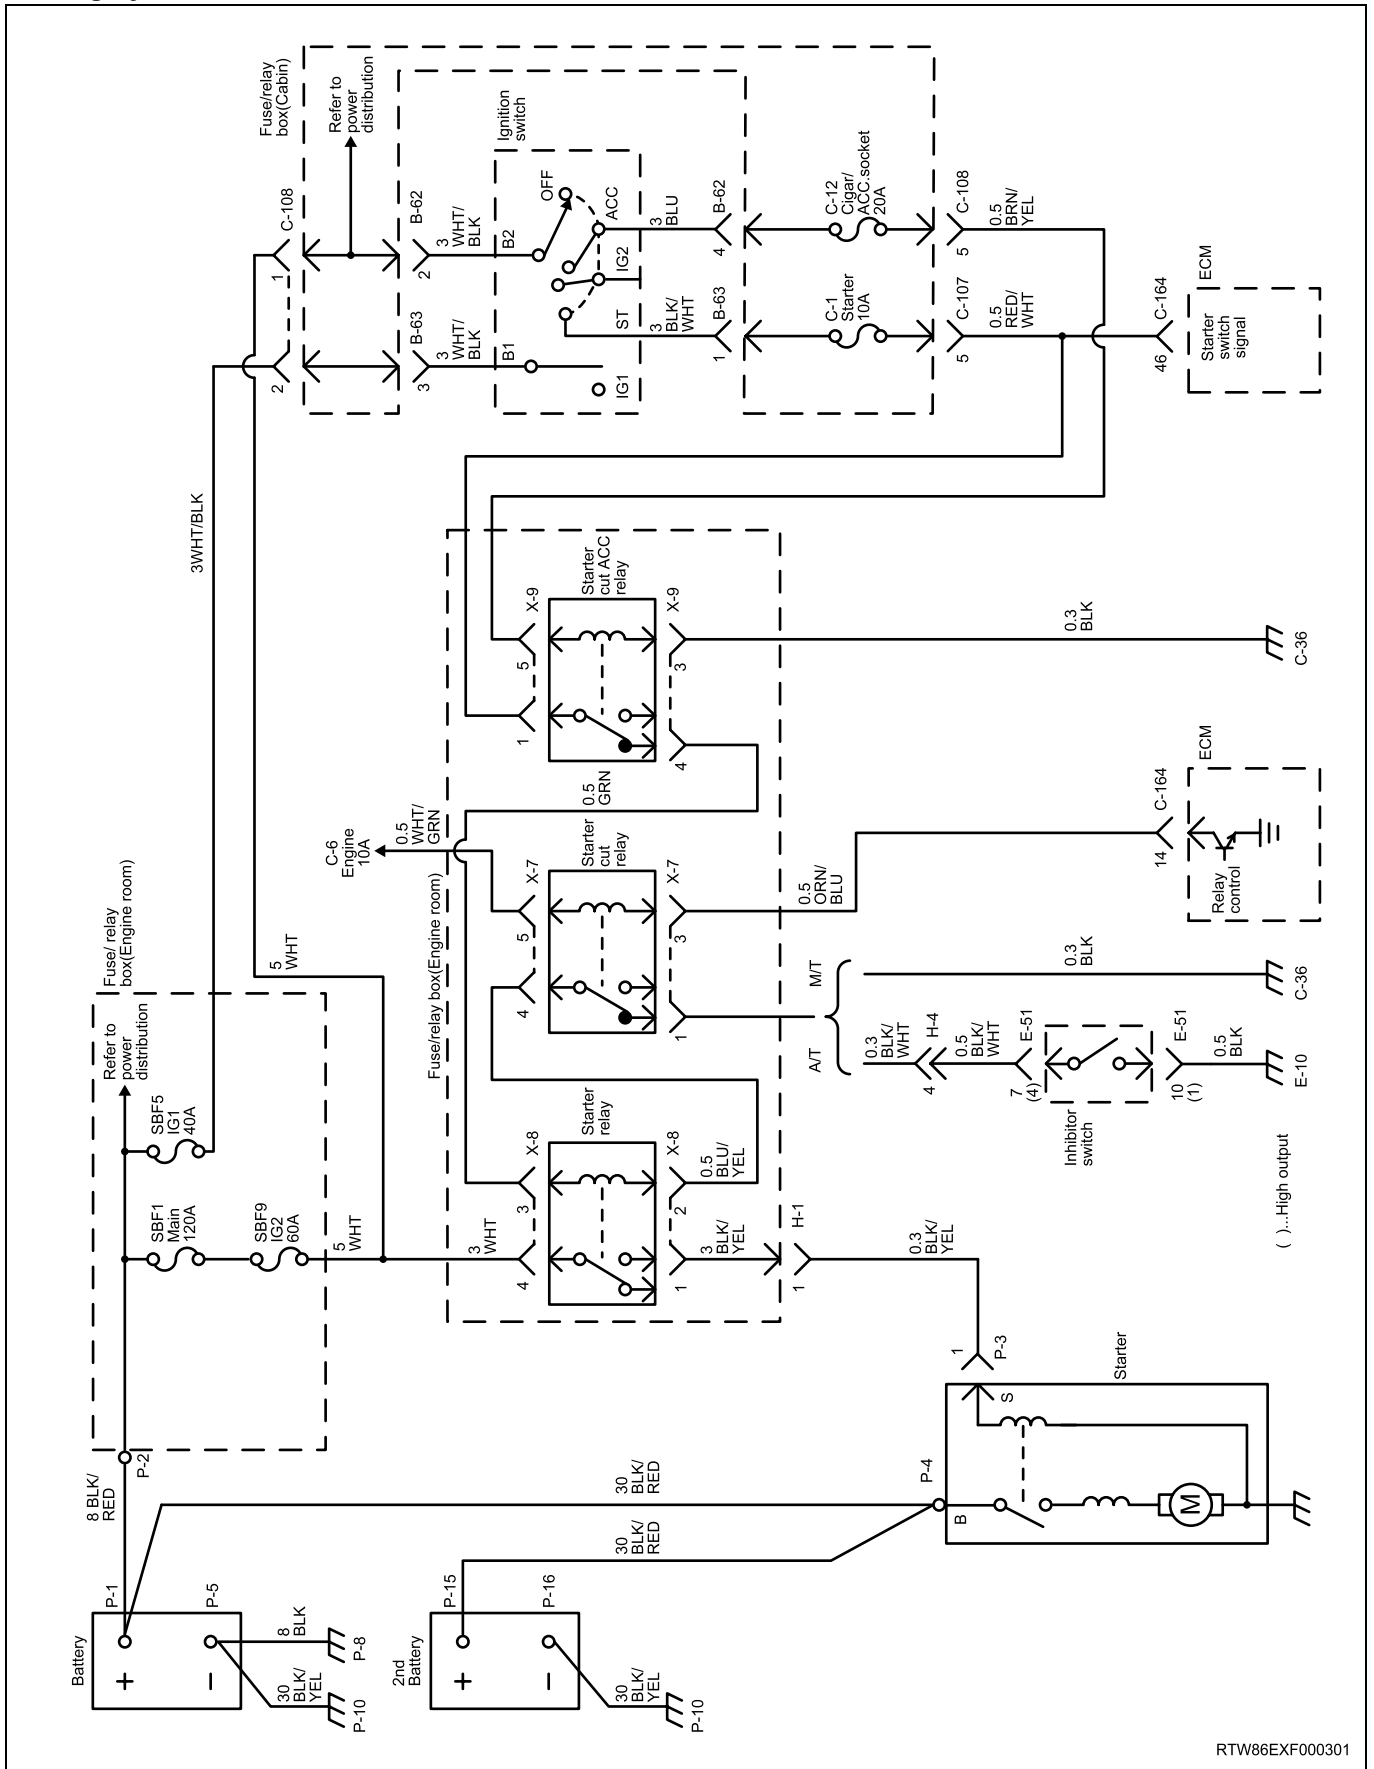 Fuse/relay
box(Cabin)
Refer to
power
distribution
C-108
1
2
B-62
2
3
WHT/
BLK
B-63
3
3
WHT/
BLK
Ignition
switch
B2
B1
OFF
ACC
IG2
ST
IG1
3
BLU
B-62
4
3
BLK/
WHT
B-63
1
C-12
Cigar/
ACC.socket
20A
C-1
Starter
10A
C-108
5
0.5
BRN/
YEL
C-107
5
0.5
RED/
WHT
C-164
46
ECM
Starter
switch
signal
3WHT/BLK
Starter
cut ACC
relay
X-9
5
1
X-9
3
4
0.3
BLK
C-36
0.5
GRN
C-6
Engine
10A
0.5
WHT/
GRN
Fuse/relay box(Engine room)
Starter
cut
relay
X-7
5
4
X-7
3
1
0.5
ORN/
BLU
C-164
14
ECM
Relay
control
Fuse/ relay
box(Engine room)
Refer to
power
distribution
5
WHT
SBF5
IG1
40A
SBF1
Main
120A
SBF9
IG2
60A
5
WHT
3
WHT
M/T
A/T
0.3
BLK
C-36
0.3
BLK/
WHT
H-4
4
0.5
BLK/
WHT
E-51
7
(4)
Inhibitor
switch
E-51
10
(1)
0.5
BLK
E-10
Starter
relay
X-8
3
4
X-8
2
1
0.5
BLU/
YEL
3
BLK/
YEL
H-1
1
0.3
BLK/
YEL
( )...High output
P-3
1
Starter
S
B
M
P-4
P-2
8 BLK/
RED
30
BLK/
RED
30
BLK/
RED
Battery
P-1
P-5
+
–
8
BLK
P-8
30
BLK/
YEL
P-10
2nd
Battery
P-15
P-16
+
–
30
BLK/
YEL
P-10
RTW86EXF000301